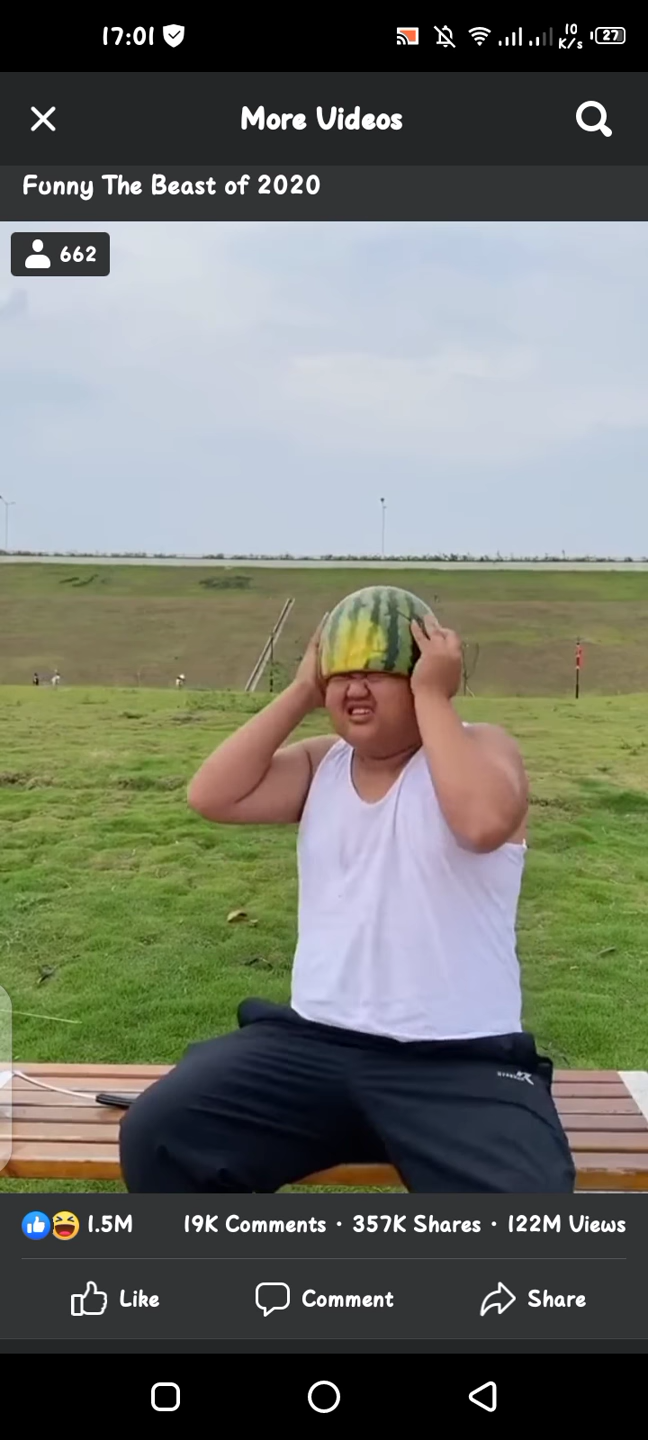 17:01
10 K/s 27
More Videos
Funny The Beast of 2020
662
1.5M 19K Comments · 357K Shares · 122M Views
Like Comment Share